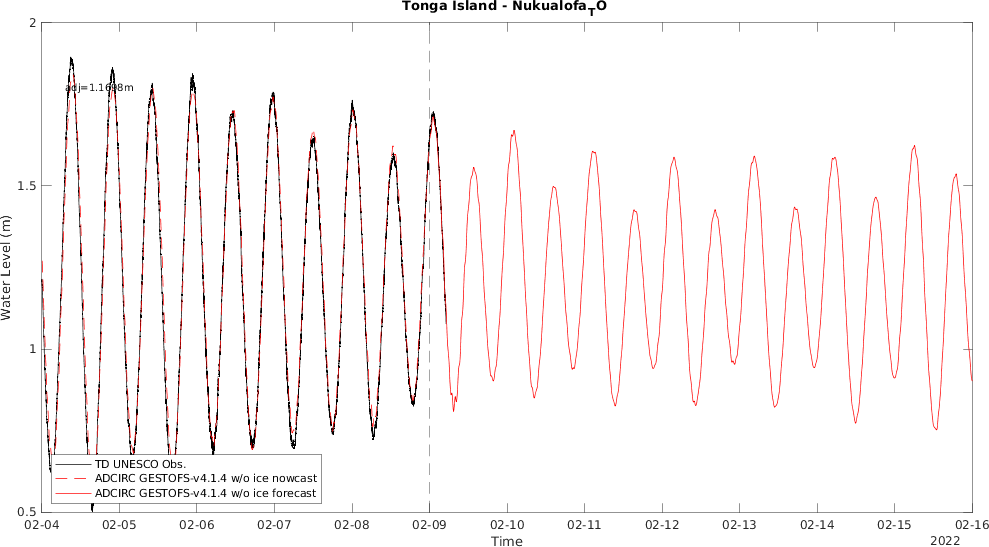 Tonga Island - Nukualofa_TO
adj=1.1698m
Water Level (m)
2
1.5
1
0.5
TD UNESCO Obs.
ADCIRC GESTOFS-v4.1.4 w/o ice nowcast
ADCIRC GESTOFS-v4.1.4 w/o ice forecast
02-04 02-05 02-06 02-07 02-08 02-09 02-10 02-11 02-12 02-13 02-14 02-15 02-16
Time
2022